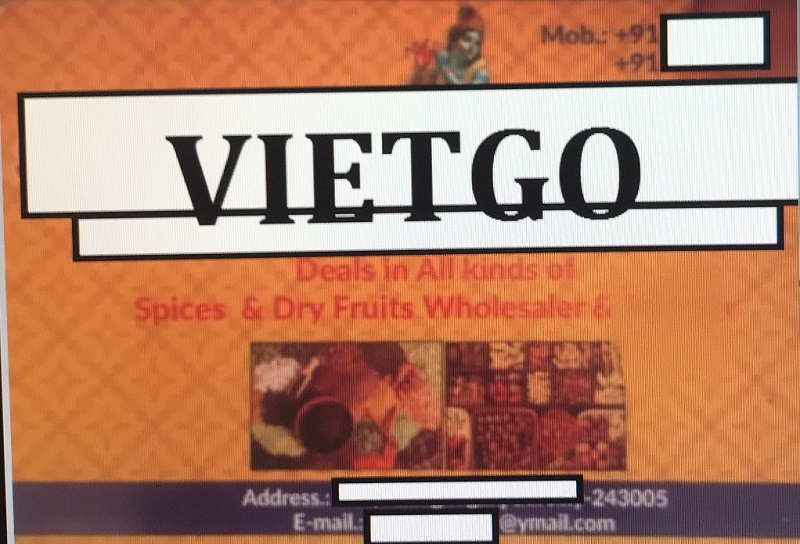 Mob.: +91
+91
VIETGO
Deals in All kinds of
Spices & Dry Fruits Wholesaler &
Address.: -243005
E-mail.: @ymail.com